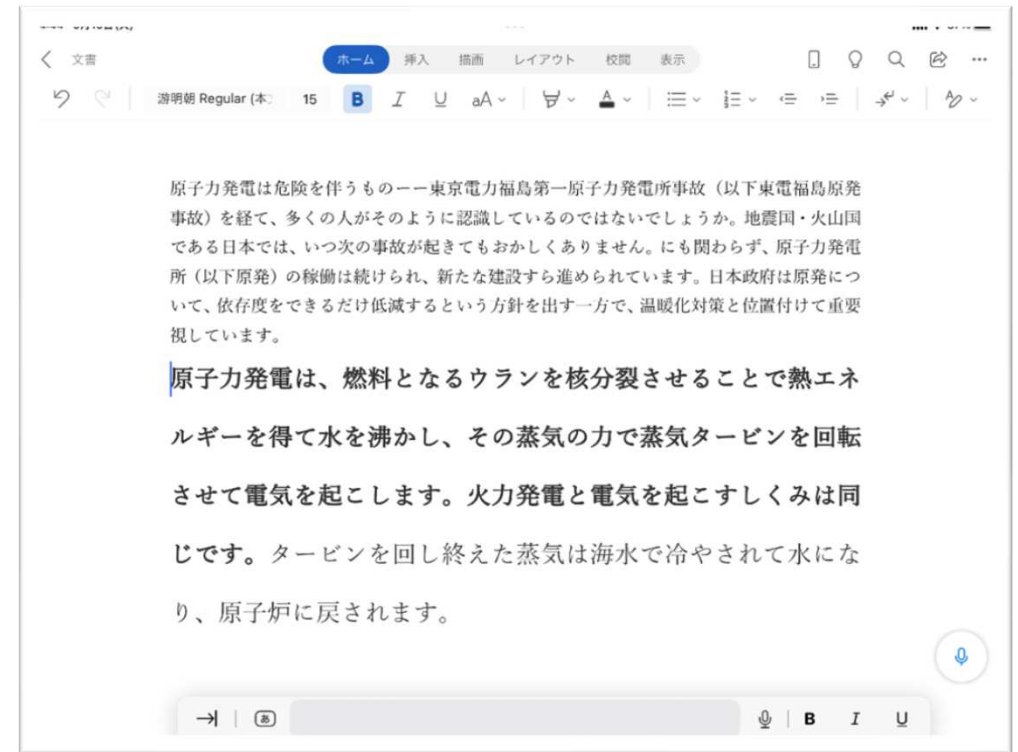 文書 ホーム 挿入 描画 レイアウト 校閲 表示
游明朝 Regular (本 15 B I U aA A
原子力発電は危険を伴うものーー東京電力福島第一原子力発電所事故（以下東電福島原発
事故）を経て、多くの人がそのように認識しているのではないでしょうか。地震国・火山国
である日本では、いつ次の事故が起きてもおかしくありません。にも関わらず、原子力発電
所（以下原発）の稼働は続けられ、新たな建設すら進められています。日本政府は原発につ
いて、依存度をできるだけ低減するという方針を出す一方で、温暖化対策と位置付けて重要
視しています。
原子力発電は、燃料となるウランを核分裂させることで熱エネ
ルギーを得て水を沸かし、その蒸気の力で蒸気タービンを回転
させて電気を起こします。火力発電と電気を起こすしくみは同
じです。タービンを回し終えた蒸気は海水で冷やされて水にな
り、原子炉に戻されます。
あ B I U